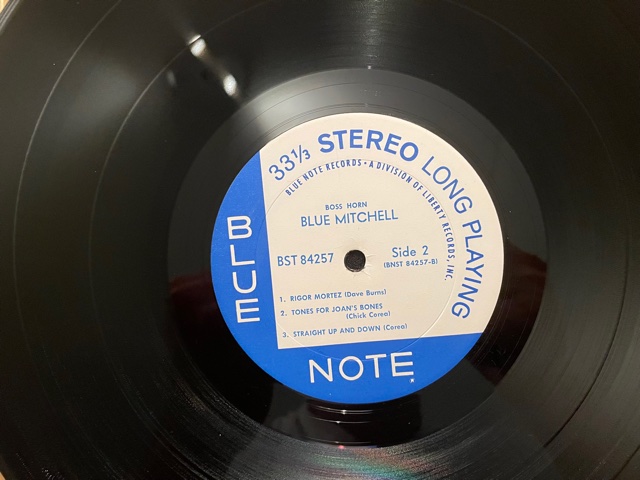 33⅓ STEREO LONG PLAYING
BLUE NOTE RECORDS • A DIVISION OF LIBERTY RECORDS, INC.
BOSS HORN
BLUE MITCHELL
BST 84257
Side 2
(BNST 84257-B)
1. RIGOR MORTEZ (Dave Burns)
2. TONES FOR JOAN'S BONES
(Chick Corea)
3. STRAIGHT UP AND DOWN (Corea)
BLUE
NOTE